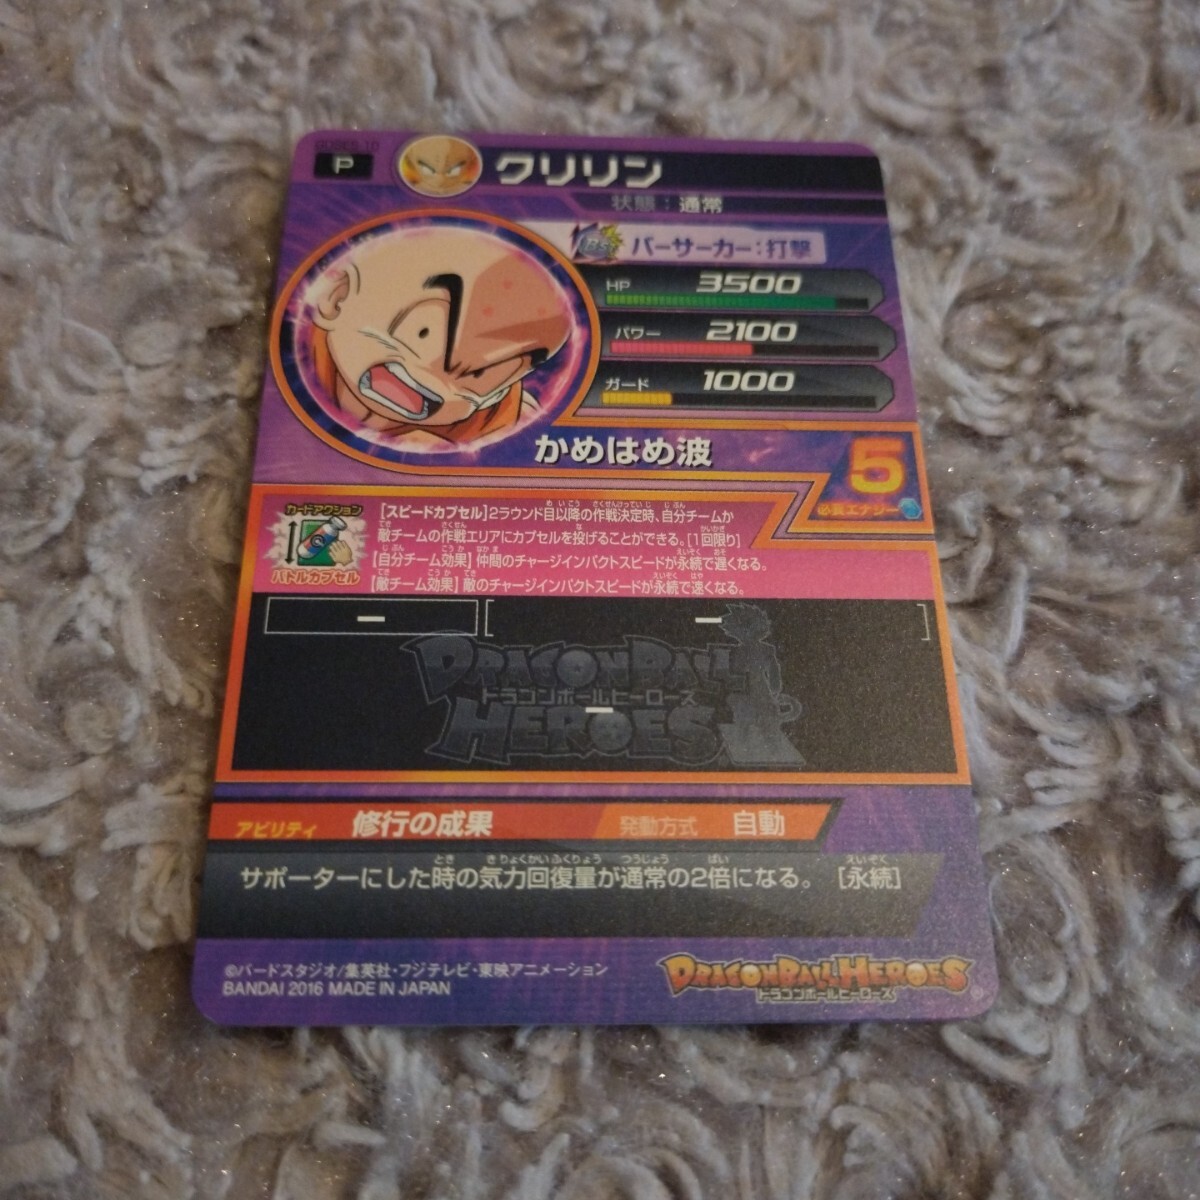 P
クリリン
状態：通常
バーサーカー：打撃
HP 3500
パワー 2100
ガード 1000
かめはめ波
5
必要エナジー
カードアクション
バトルカプセル
[スピードカプセル]2ラウンド目以降の作戦決定時、自分チームか
敵チームの作戦エリアにカプセルを投げることができる。[1回限り]
[自分チーム効果] 仲間のチャージインパクトスピードが永続で遅くなる。
[敵チーム効果] 敵のチャージインパクトスピードが永続で速くなる。
ー [ ー ]
DRAGON BALL
ドラゴンボールヒーローズ
HEROES
ー
アビリティ 修行の成果 発動方式 自動
サポーターにした時の気力回復量が通常の2倍になる。 [永続]
©バードスタジオ/集英社・フジテレビ・東映アニメーション
BANDAI 2016 MADE IN JAPAN
DRAGON BALL HEROES
ドラゴンボールヒーローズ